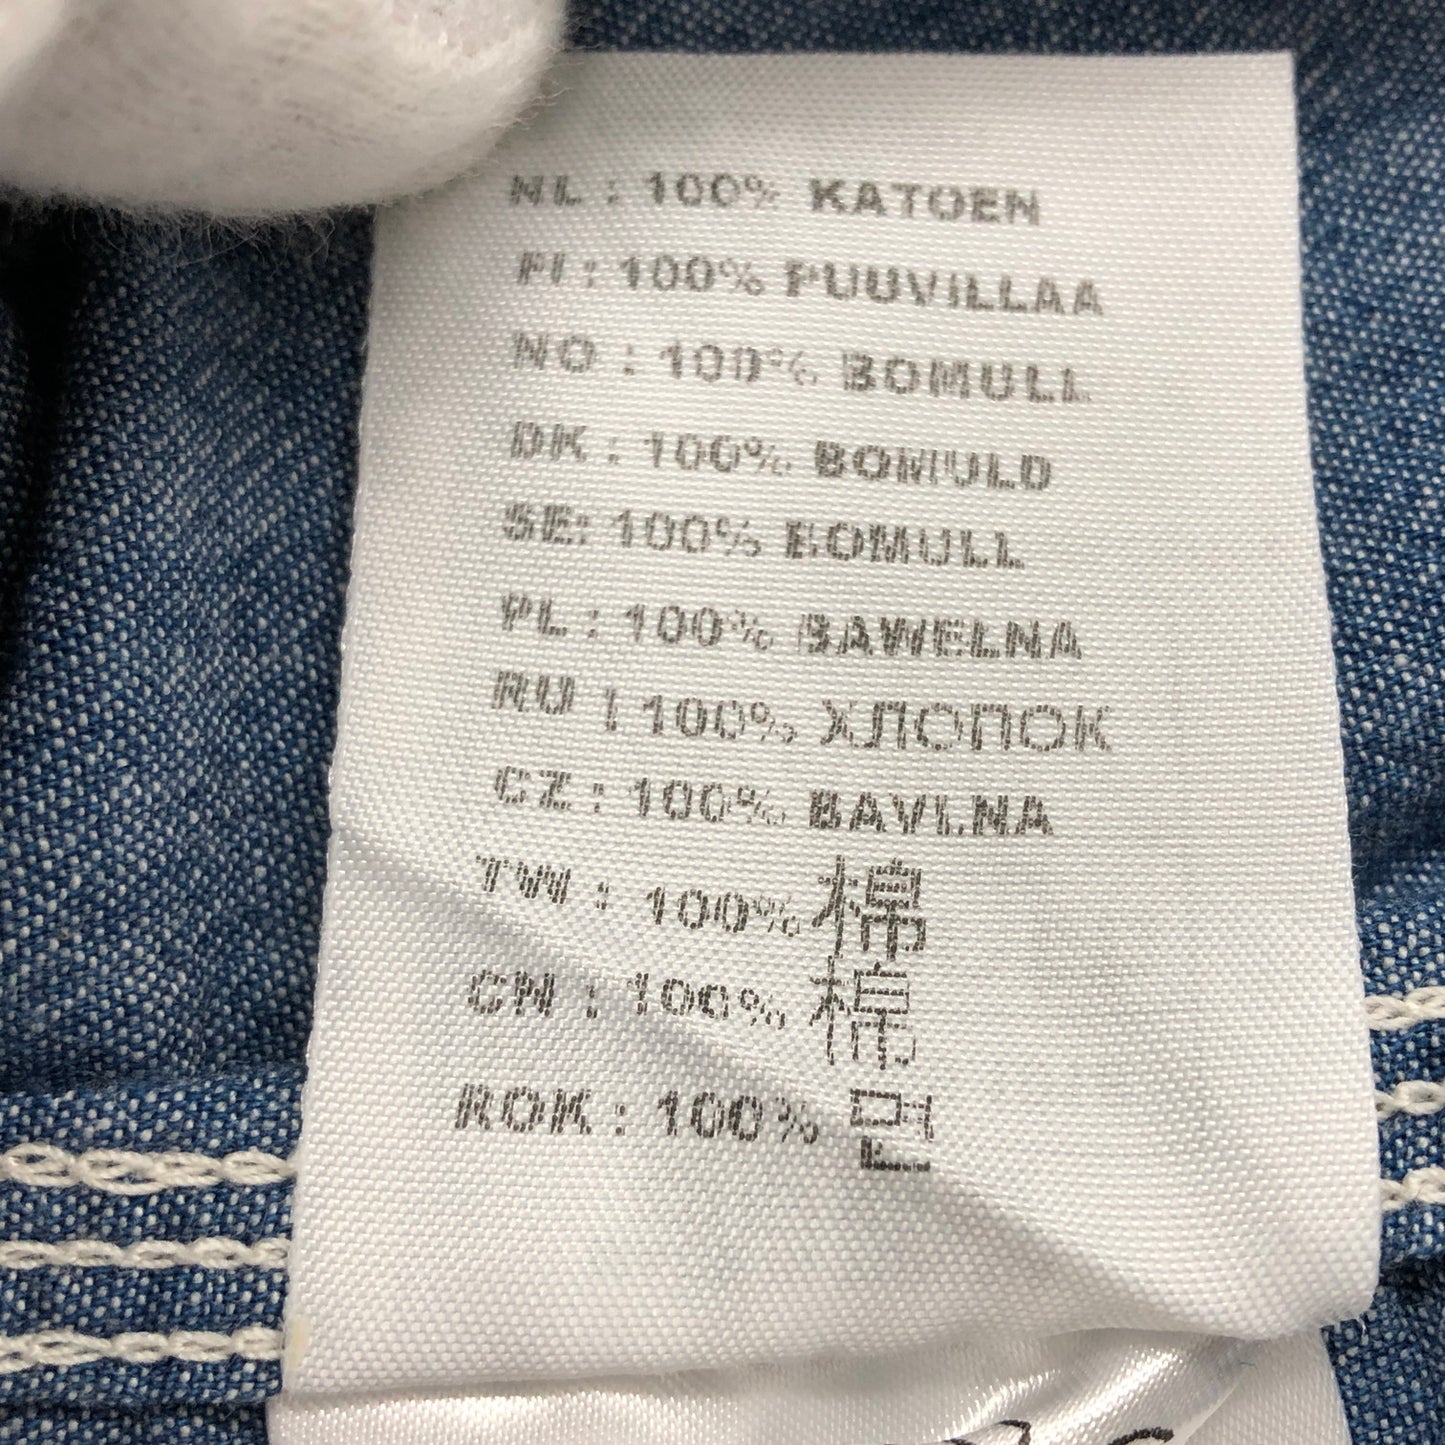 NL : 100% KATOEN
FI : 100% PUUVILLAA
NO : 100% BOMULL
DK : 100% BOMULD
SE: 100% BOMULL
PL : 100% BAWEŁNA
RU : 100% ХЛОПОК
CZ : 100% BAVLNA
TW : 100% 棉
CN : 100% 棉
ROK : 100% 면